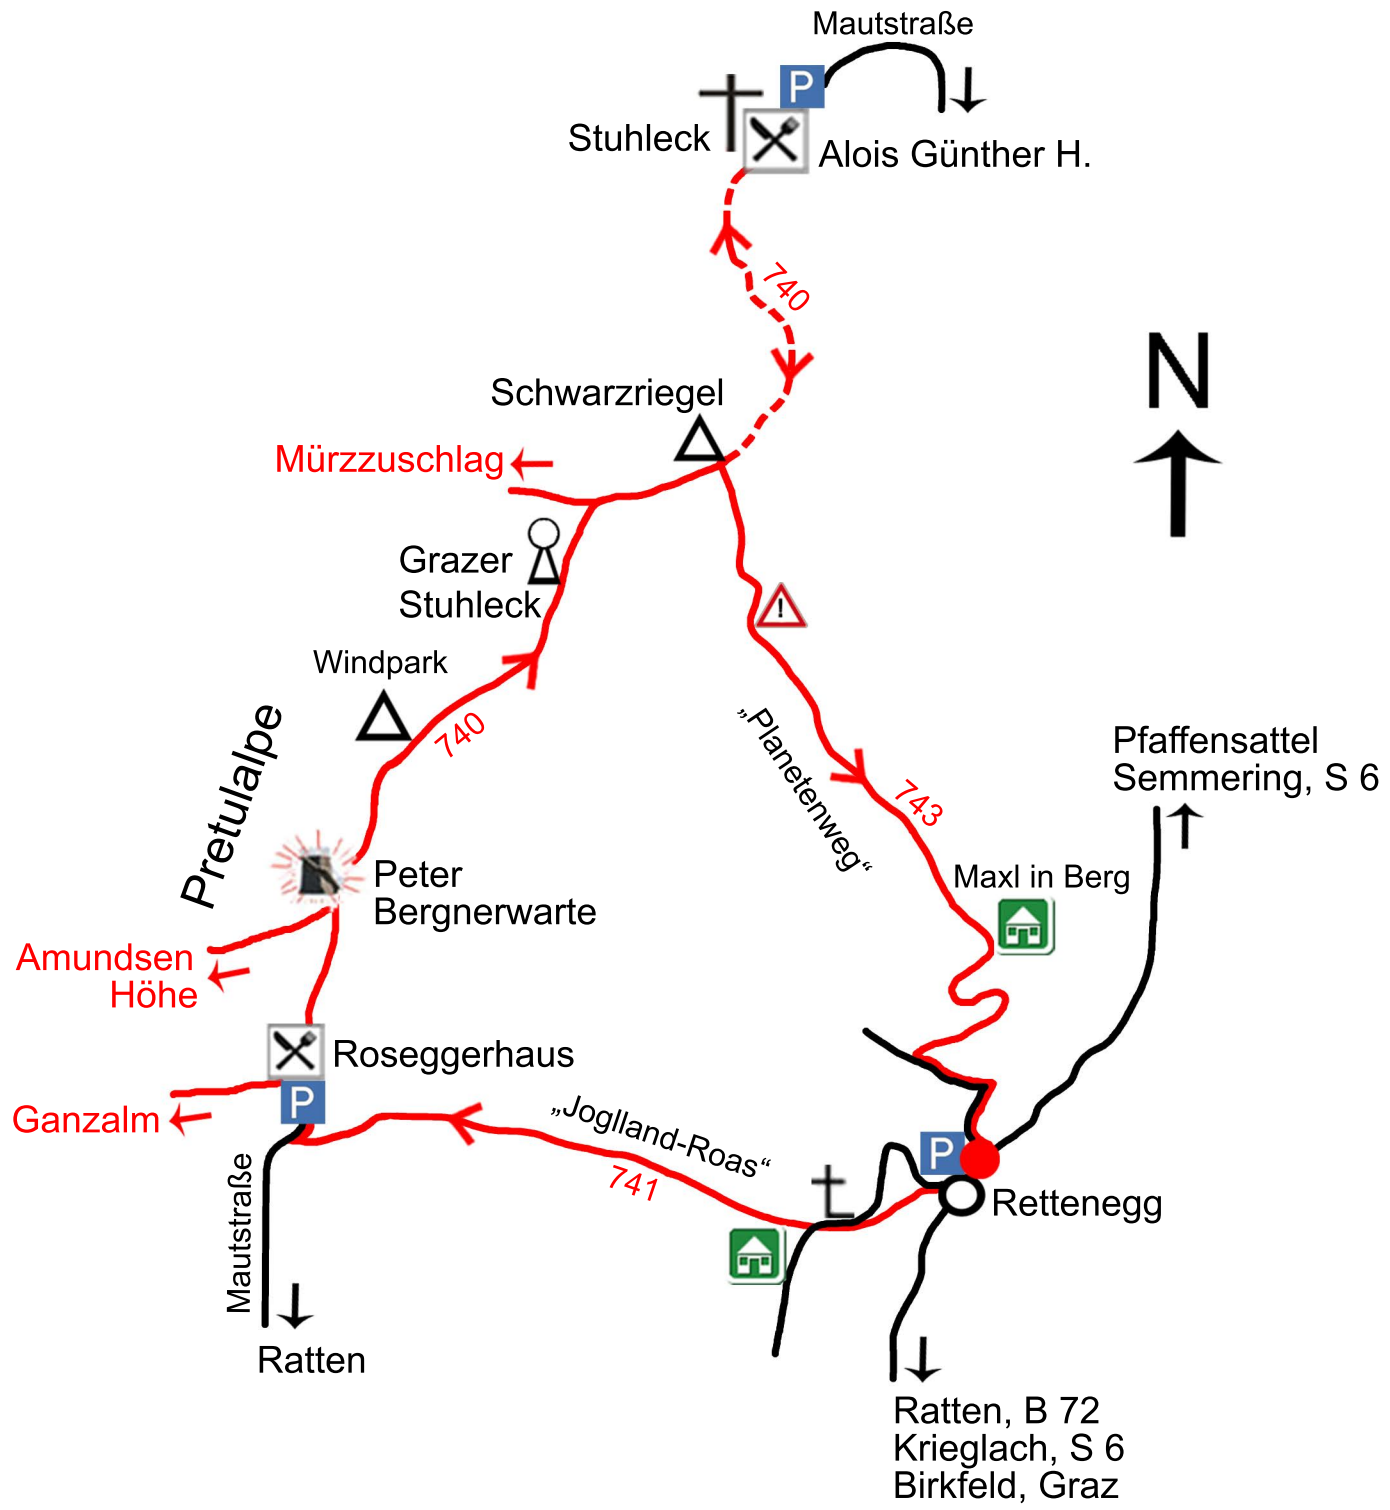 Mautstraße
P
Stuhleck
Alois Günther H.
740
N
Schwarzriegel
Mürzzuschlag
Grazer
Stuhleck
!
Windpark
740
Pretulalpe
„Planetenweg“
743
Pfaffensattel
Semmering, S 6
Peter
Bergnerwarte
Maxl in Berg
Amundsen
Höhe
Roseggerhaus
P
Ganzalm
„Joglland-Roas“
741
P
Rettenegg
Mautstraße
Ratten
Ratten, B 72
Krieglach, S 6
Birkfeld, Graz